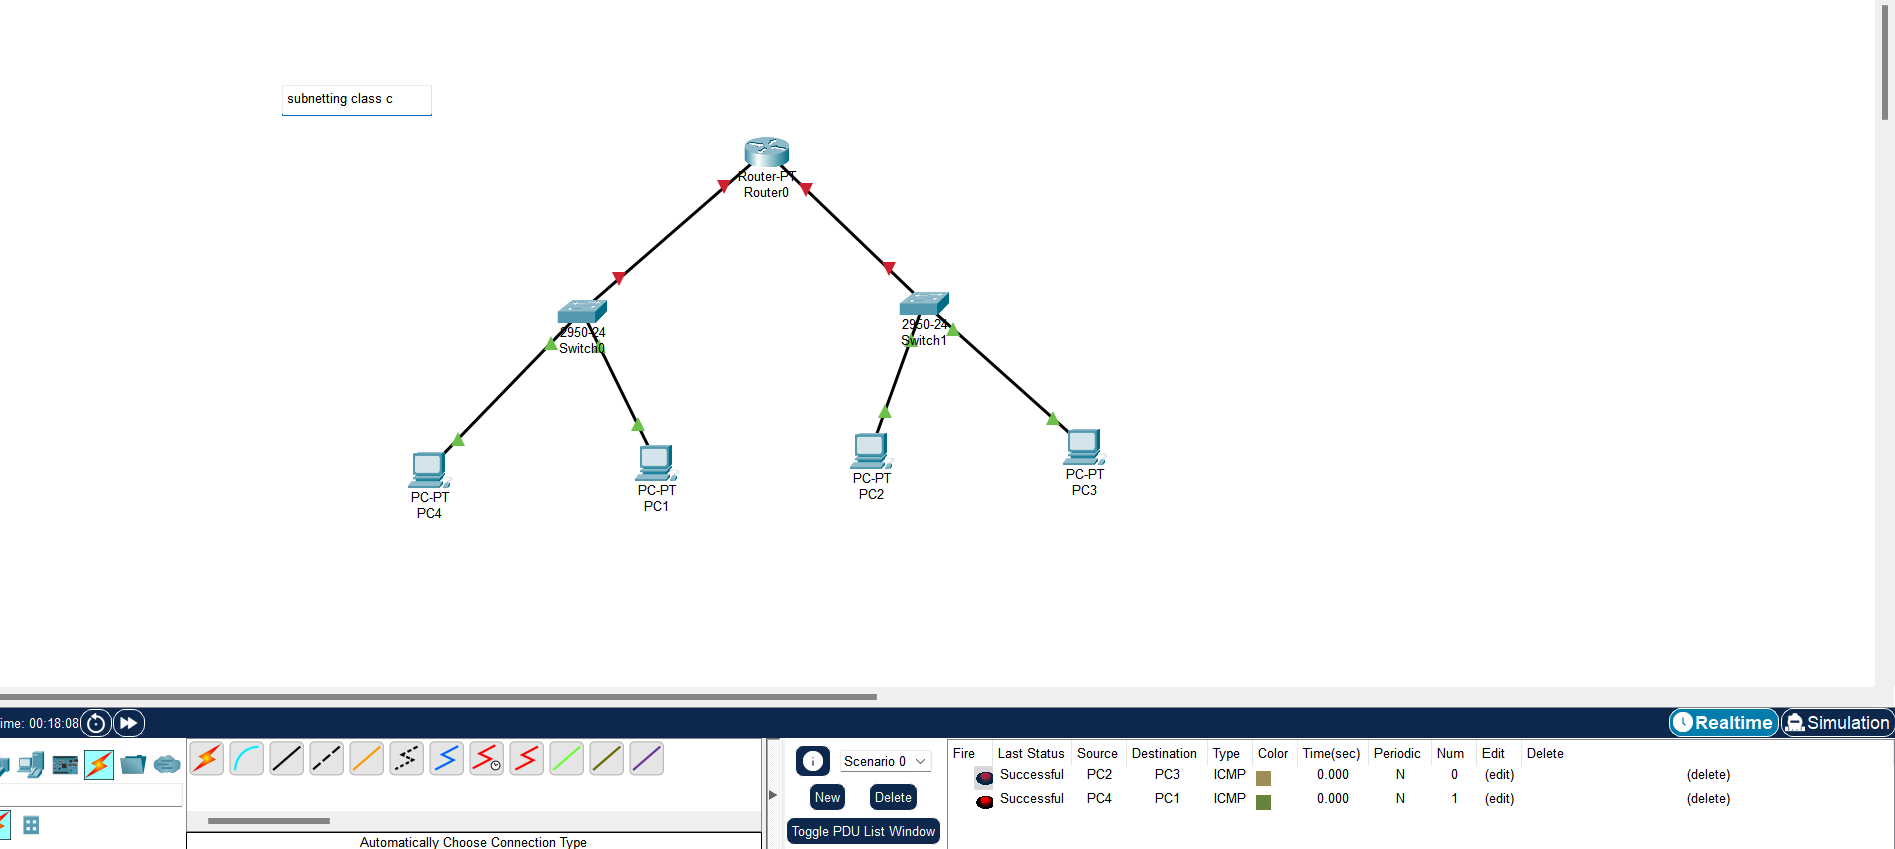 subnetting class c
Router-PT
Router0
2950-24
Switch0
2950-24
Switch1
PC-PT
PC4
PC-PT
PC1
PC-PT
PC2
PC-PT
PC3
ime: 00:18:08
Realtime
Simulation
Scenario 0
New
Delete
Toggle PDU List Window
Automatically Choose Connection Type
Fire Last Status Source Destination Type Color Time(sec) Periodic Num Edit Delete
Successful PC2 PC3 ICMP 0.000 N 0 (edit) (delete)
Successful PC4 PC1 ICMP 0.000 N 1 (edit) (delete)